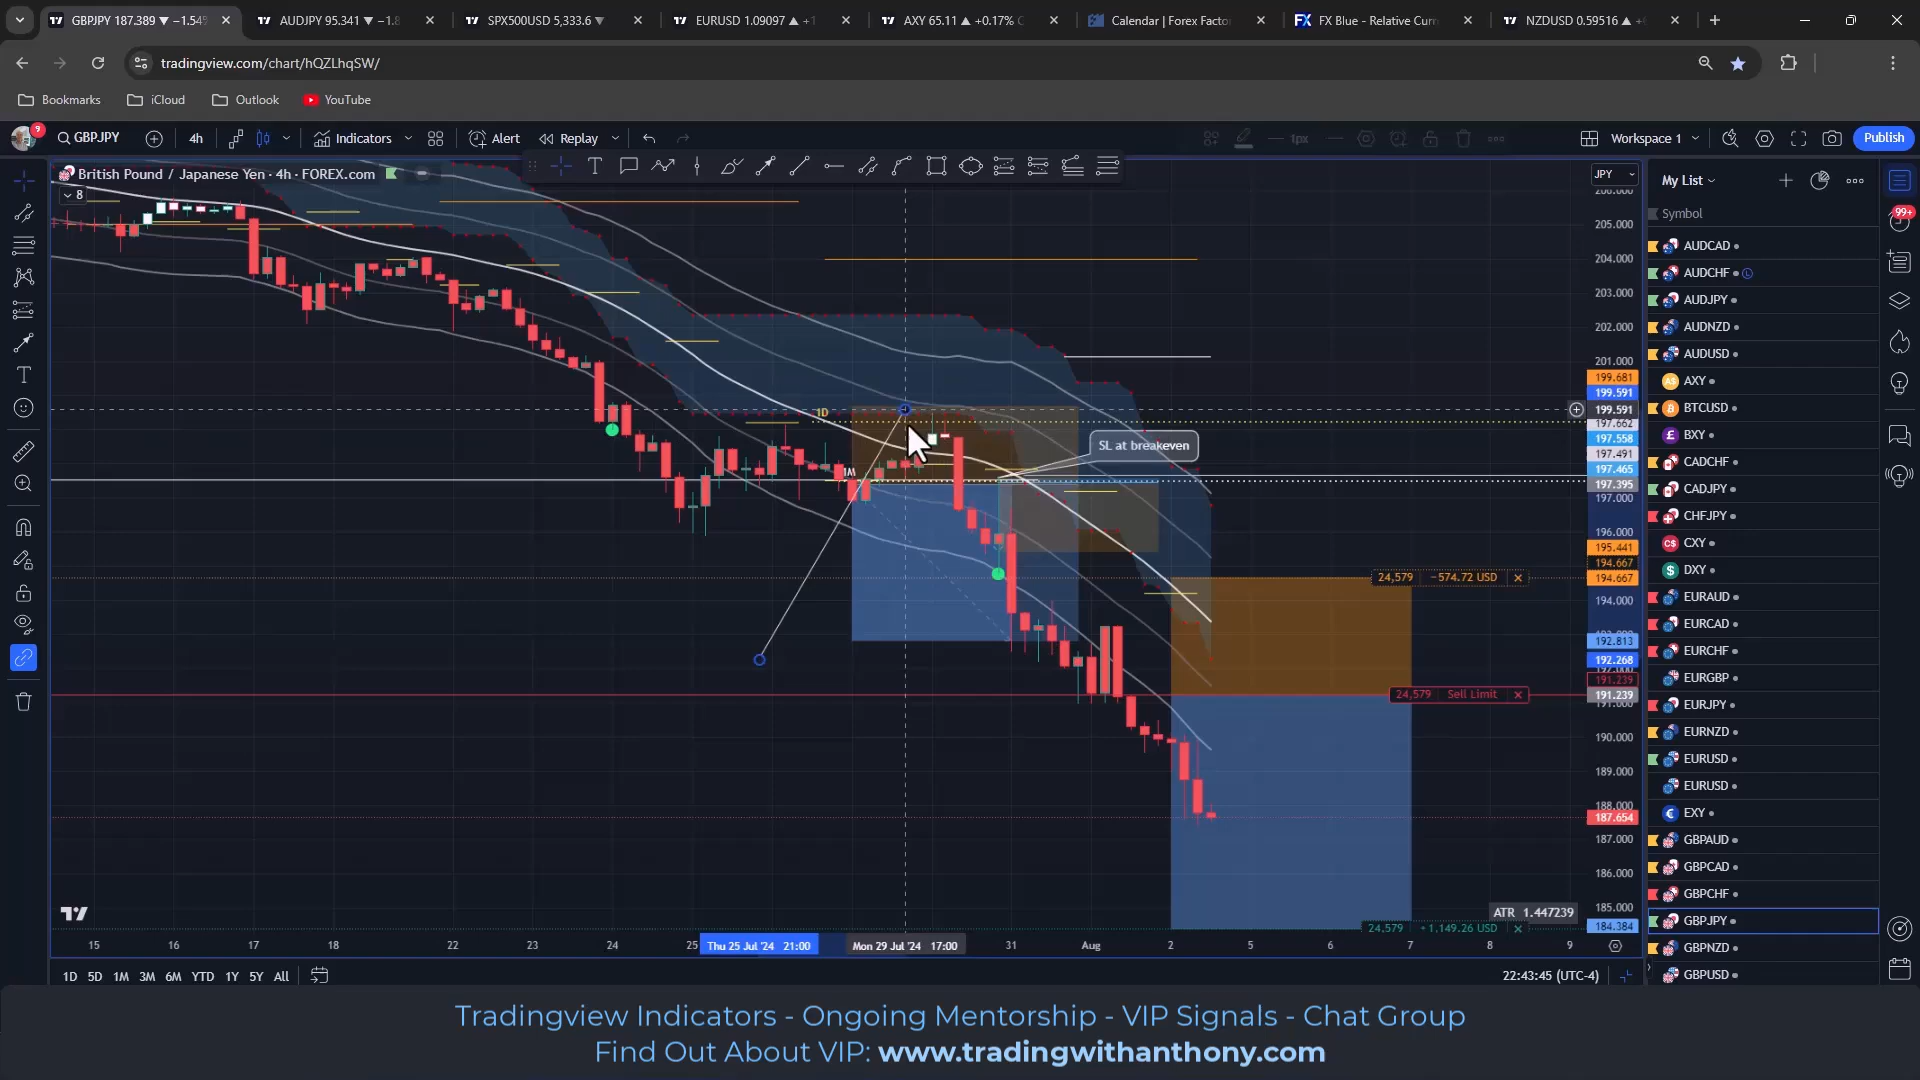 GBPJPY 187.389 ▼ −1.54%
AUDJPY 95.341 ▼ −1.8
SPX500USD 5,333.6 ▼
EURUSD 1.09097 ▲ +1
AXY 65.11 ▲ +0.17%
Calendar | Forex Facto
FX Blue - Relative Curr
NZDUSD 0.59516 ▲
tradingview.com/chart/hQZLhqSW/
Bookmarks
iCloud
Outlook
YouTube
9
GBPJPY
4h
Indicators
Alert
Replay
1px
Workspace 1
Publish
British Pound / Japanese Yen · 4h · FOREX.com
8
JPY
My List
Symbol
99+
AUDCAD
AUDCHF
AUDJPY
AUDNZD
AUDUSD
AXY
BTCUSD
BXY
CADCHF
CADJPY
CHFJPY
CXY
DXY
EURAUD
EURCAD
EURCHF
EURGBP
EURJPY
EURNZD
EURUSD
EURUSD
EXY
GBPAUD
GBPCAD
GBPCHF
GBPJPY
GBPNZD
GBPUSD
205.000
204.000
203.000
202.000
201.000
199.681
199.591
199.591
197.662
197.558
197.491
197.465
197.395
197.000
196.000
195.441
194.667
194.667
194.000
192.813
192.268
191.239
191.239
190.000
189.000
188.000
187.654
187.000
186.000
185.000
184.384
1D
1M
SL at breakeven
24,579 −574.72 USD ×
24,579 Sell Limit ×
24,579 +1,149.26 USD ×
ATR 1.447239
15 16 17 18 22 23 24 25
Thu 25 Jul '24 21:00
Mon 29 Jul '24 17:00
31 Aug 2 5 6 7 8 9
1D 5D 1M 3M 6M YTD 1Y 5Y All
22:43:45 (UTC-4)
Tradingview Indicators - Ongoing Mentorship - VIP Signals - Chat Group
Find Out About VIP: www.tradingwithanthony.com